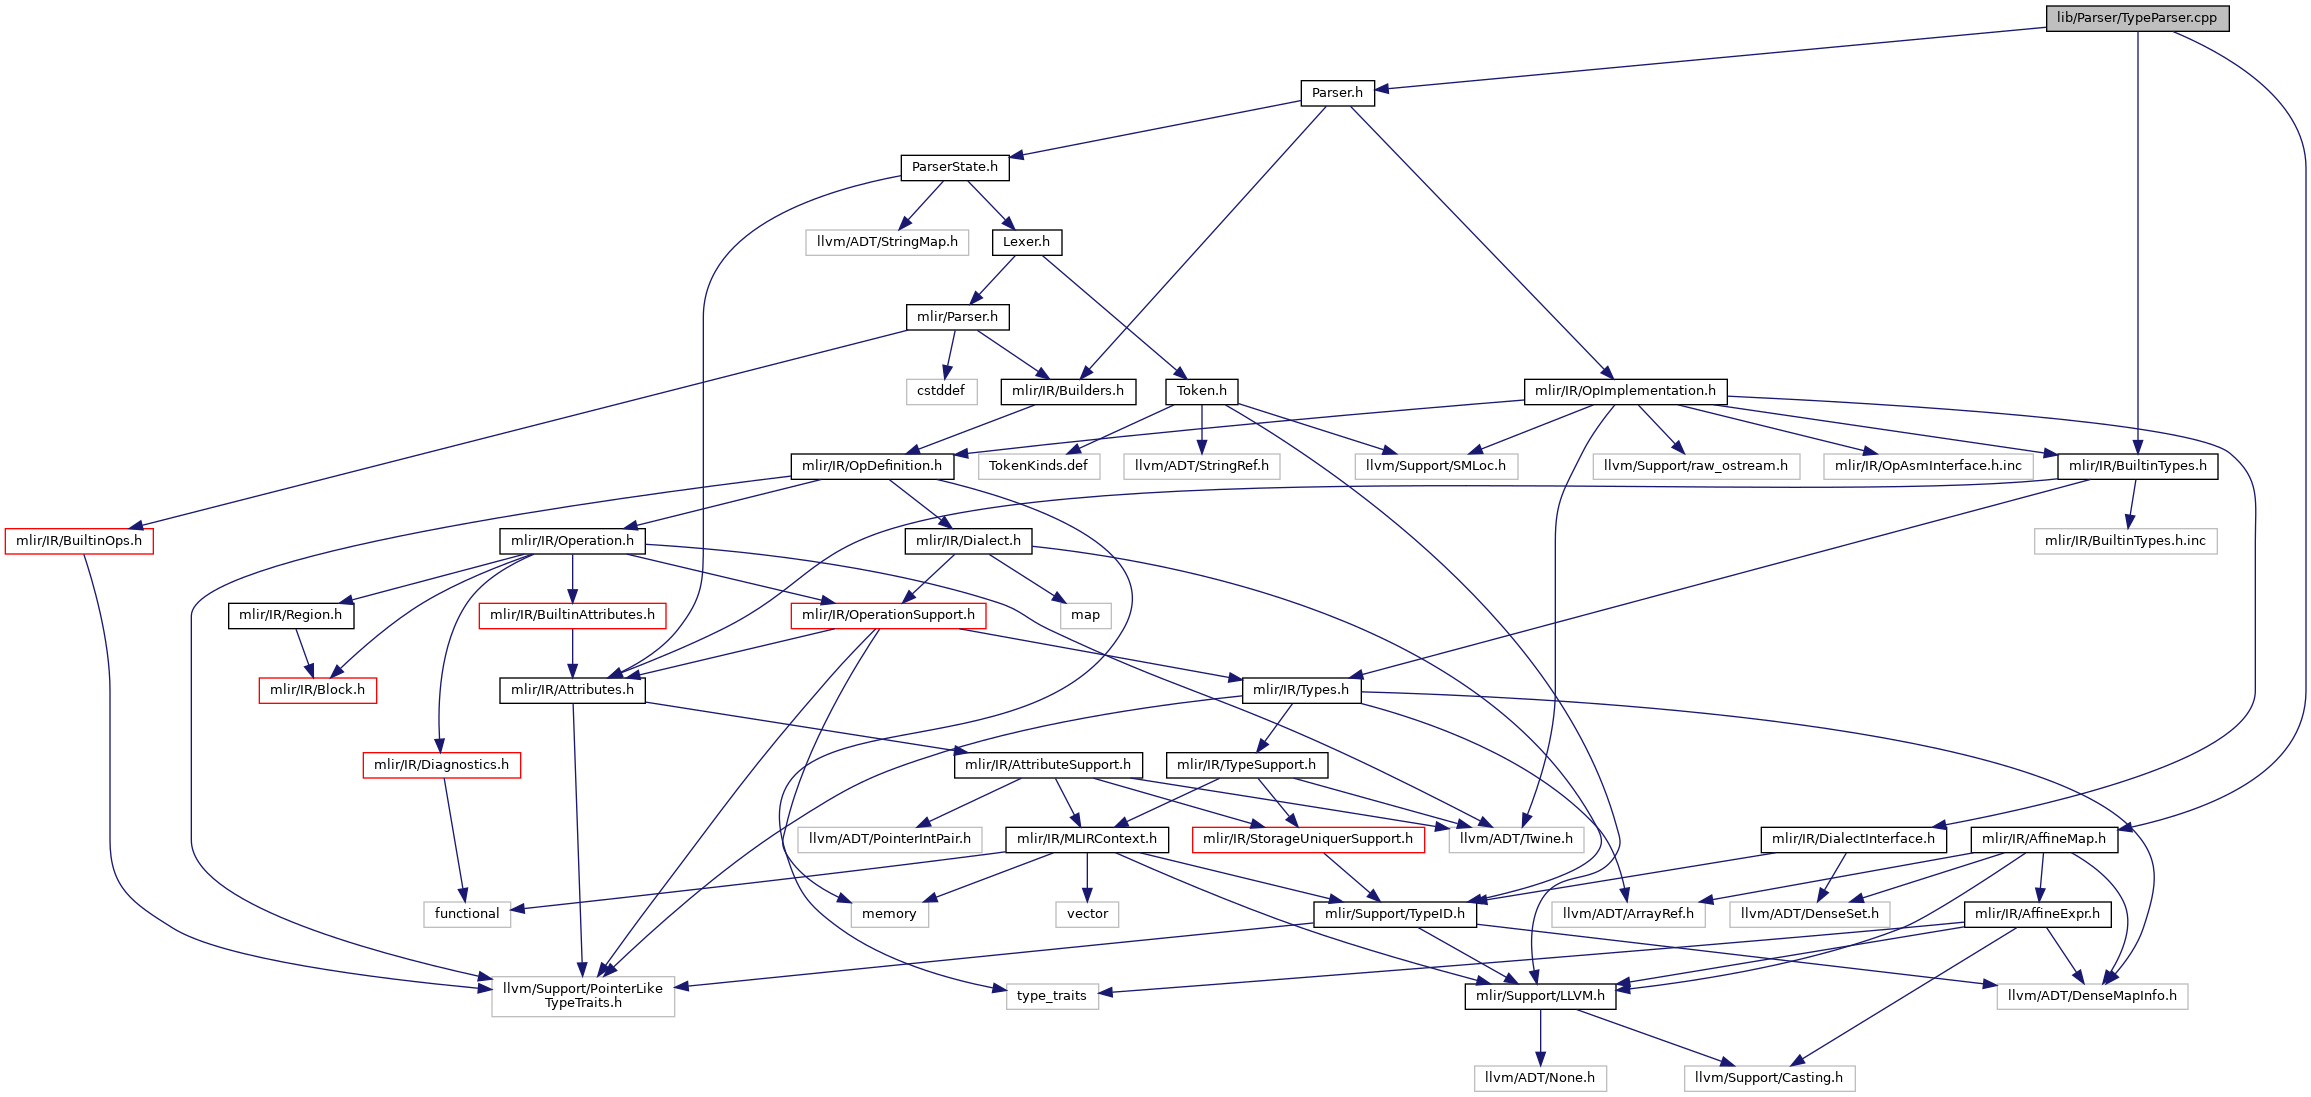 lib/Parser/TypeParser.cpp
Parser.h
ParserState.h
llvm/ADT/StringMap.h
Lexer.h
mlir/Parser.h
cstddef
mlir/IR/Builders.h
Token.h
mlir/IR/OpImplementation.h
mlir/IR/OpDefinition.h
TokenKinds.def
llvm/ADT/StringRef.h
llvm/Support/SMLoc.h
llvm/Support/raw_ostream.h
mlir/IR/OpAsmInterface.h.inc
mlir/IR/BuiltinTypes.h
mlir/IR/BuiltinOps.h
mlir/IR/Operation.h
mlir/IR/Dialect.h
mlir/IR/BuiltinTypes.h.inc
mlir/IR/Region.h
mlir/IR/BuiltinAttributes.h
mlir/IR/OperationSupport.h
map
mlir/IR/Block.h
mlir/IR/Attributes.h
mlir/IR/Types.h
mlir/IR/Diagnostics.h
mlir/IR/AttributeSupport.h
mlir/IR/TypeSupport.h
llvm/ADT/PointerIntPair.h
mlir/IR/MLIRContext.h
mlir/IR/StorageUniquerSupport.h
llvm/ADT/Twine.h
mlir/IR/DialectInterface.h
mlir/IR/AffineMap.h
functional
memory
vector
mlir/Support/TypeID.h
llvm/ADT/ArrayRef.h
llvm/ADT/DenseSet.h
mlir/IR/AffineExpr.h
llvm/Support/PointerLike
TypeTraits.h
type_traits
mlir/Support/LLVM.h
llvm/ADT/DenseMapInfo.h
llvm/ADT/None.h
llvm/Support/Casting.h